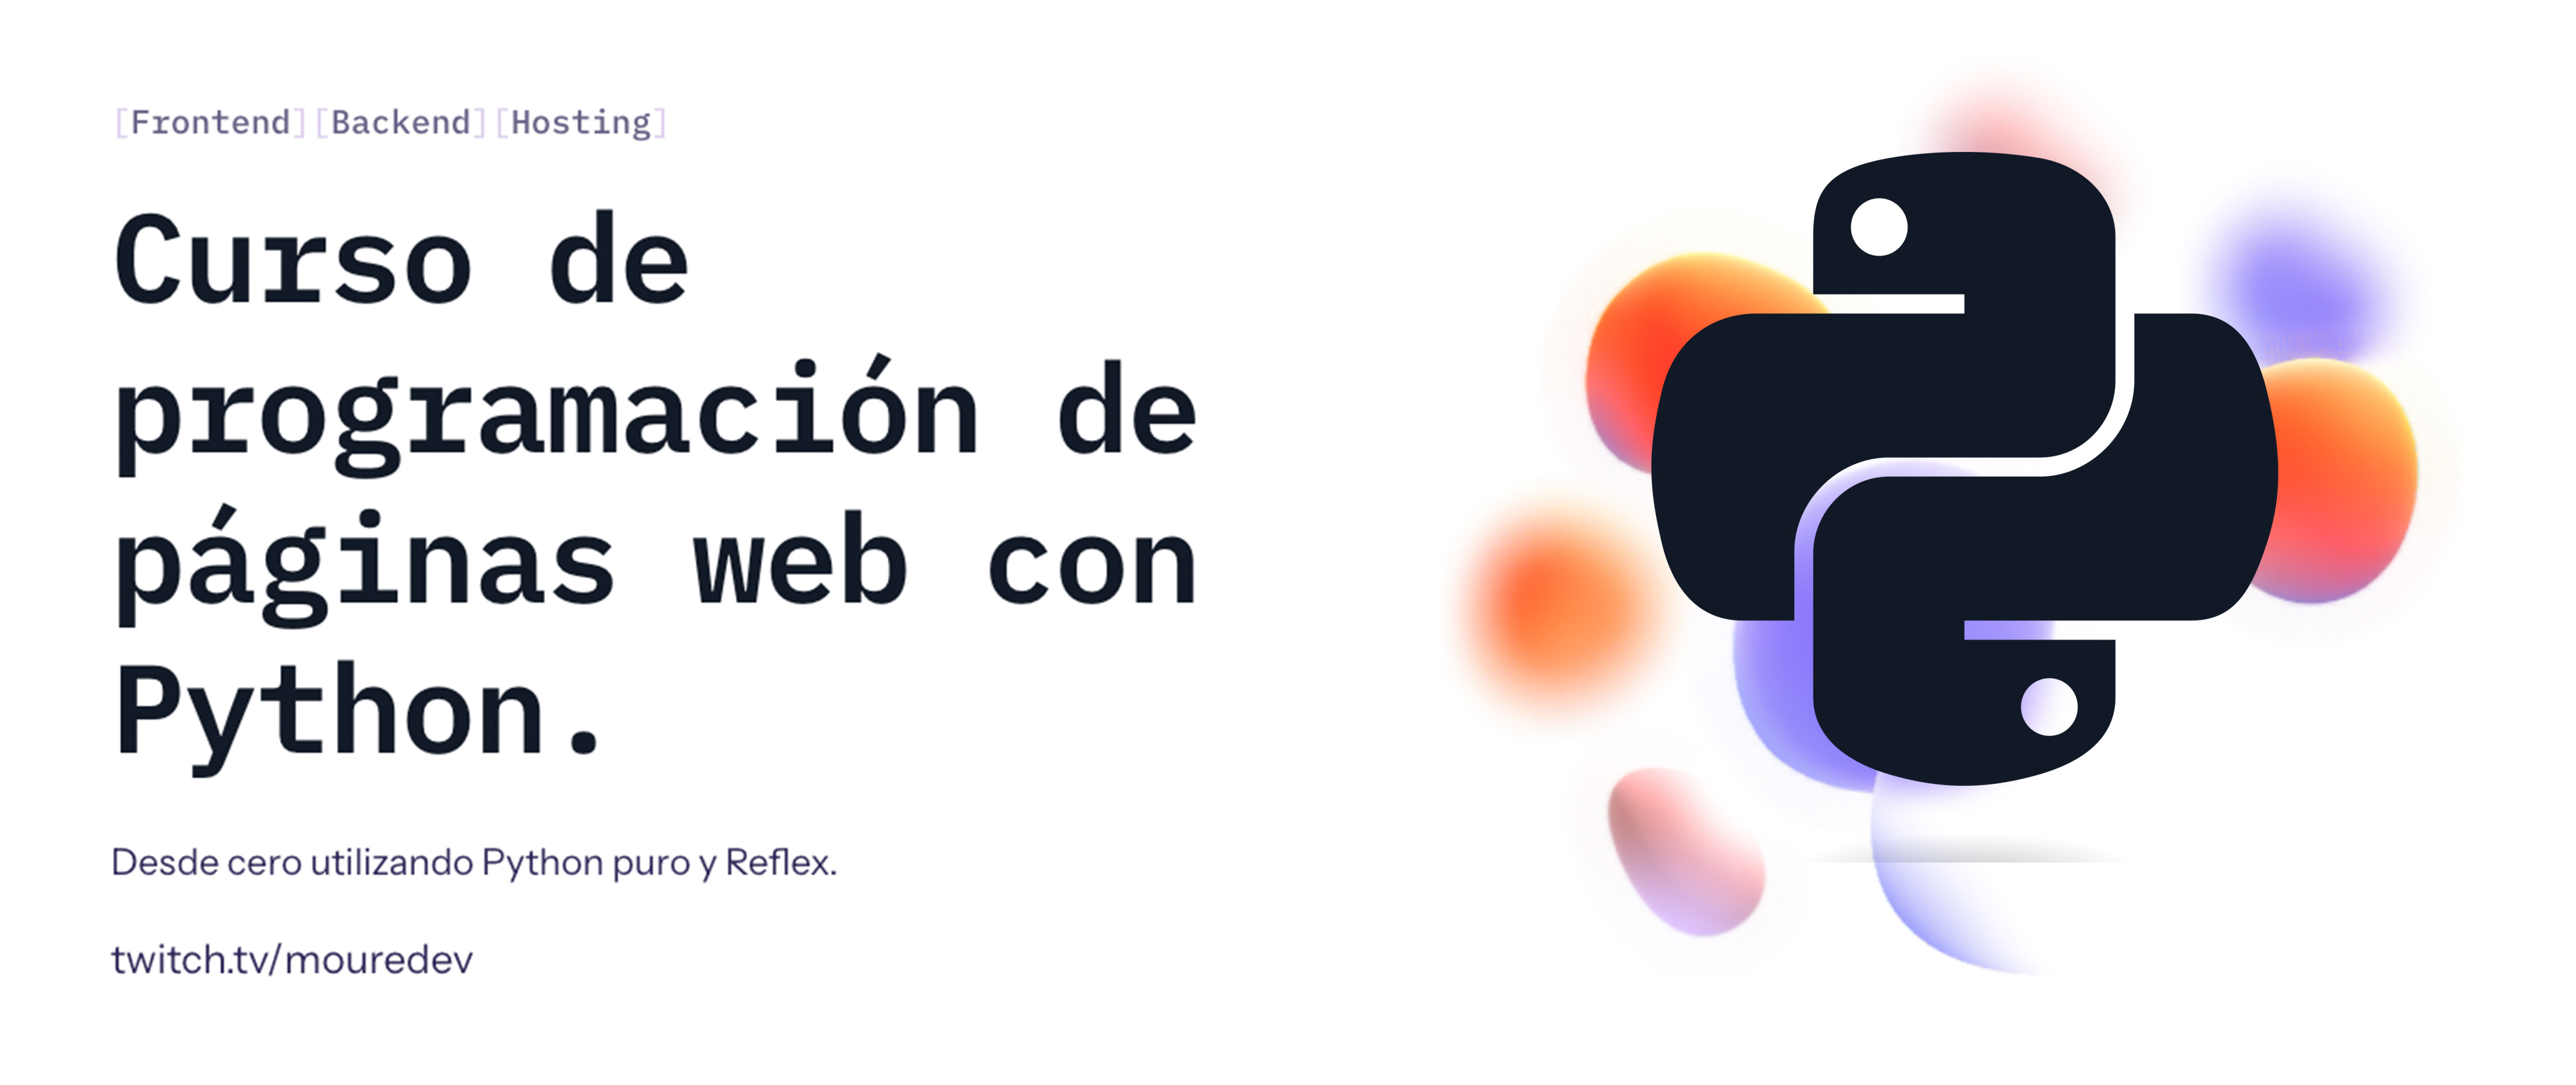 [Frontend][Backend][Hosting]
Curso de
programación de
páginas web con
Python.
Desde cero utilizando Python puro y Reflex.
twitch.tv/mouredev